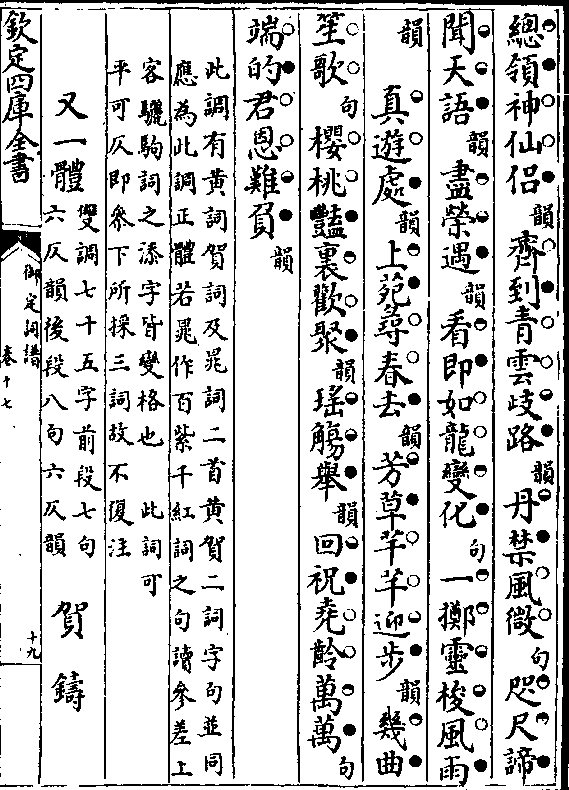 總領神仙侶韻齊到青雲歧路韻丹禁風微句咫尺諦
聞天語韻盡榮遇韻看即如龍變化句一擲靈梭風雨
韻
真遊處韻上苑尋春去韻芳草芊芊迎步韻幾曲
笙歌句櫻桃豔裏歡聚韻瑤觴舉韻回祝堯齡萬萬句
端的君恩難負韻
此調有黃詞賀詞及晁詞二首黃賀二詞字句並同
應為此調正體若晁作百紫千紅詞之句讀參差上
客驪駒詞之添字皆變格也 此詞可
平可仄即參下所採三詞故不復注
又一體 雙調七十五字前段七句
六仄韻後段八句六仄韻 賀鑄
欽定四庫全書
御定詞譜
卷十七
十九